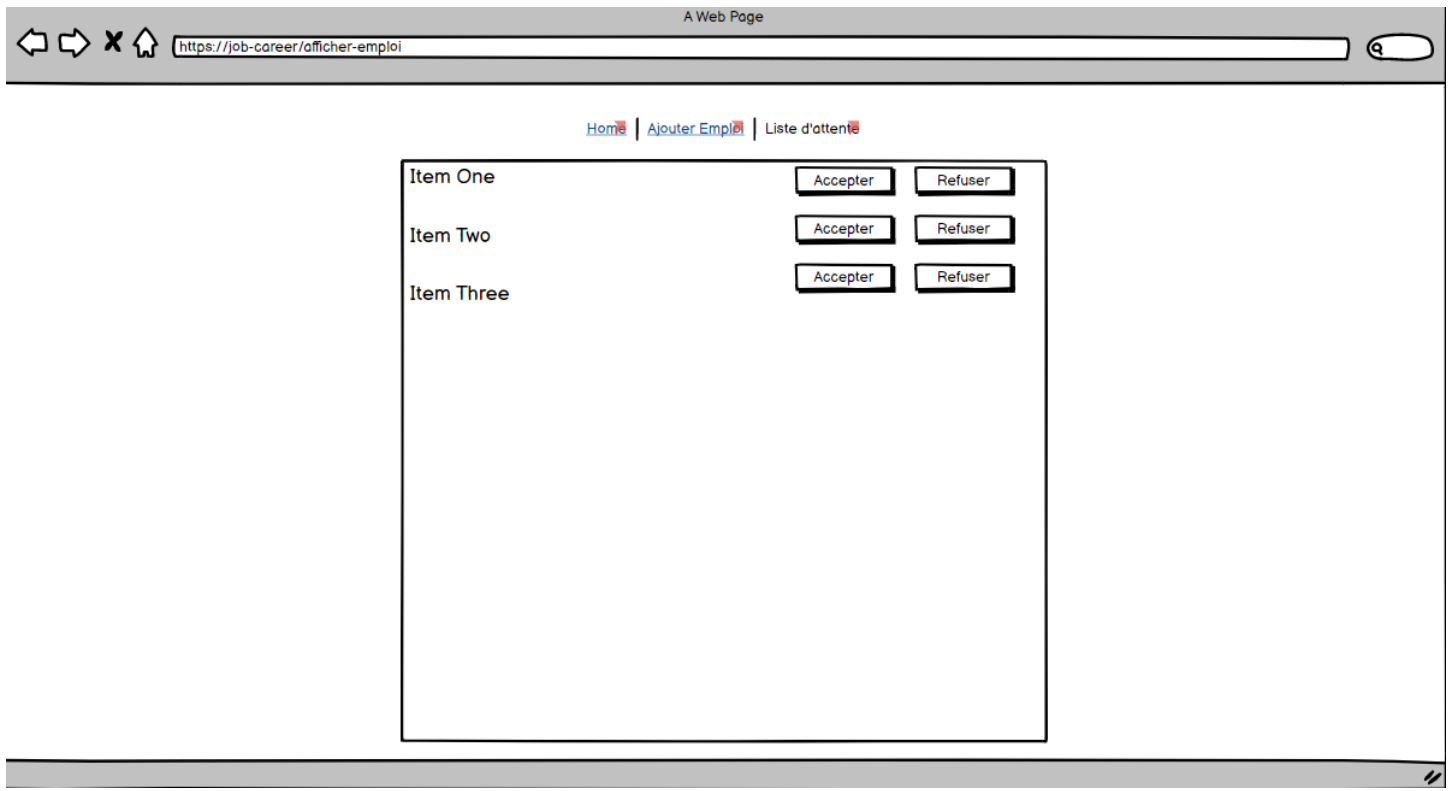 A Web Page
https://job-career/afficher-emploi
Home | Ajouter Emploi | Liste d'attente
Item One Accepter Refuser
Item Two Accepter Refuser
Item Three Accepter Refuser